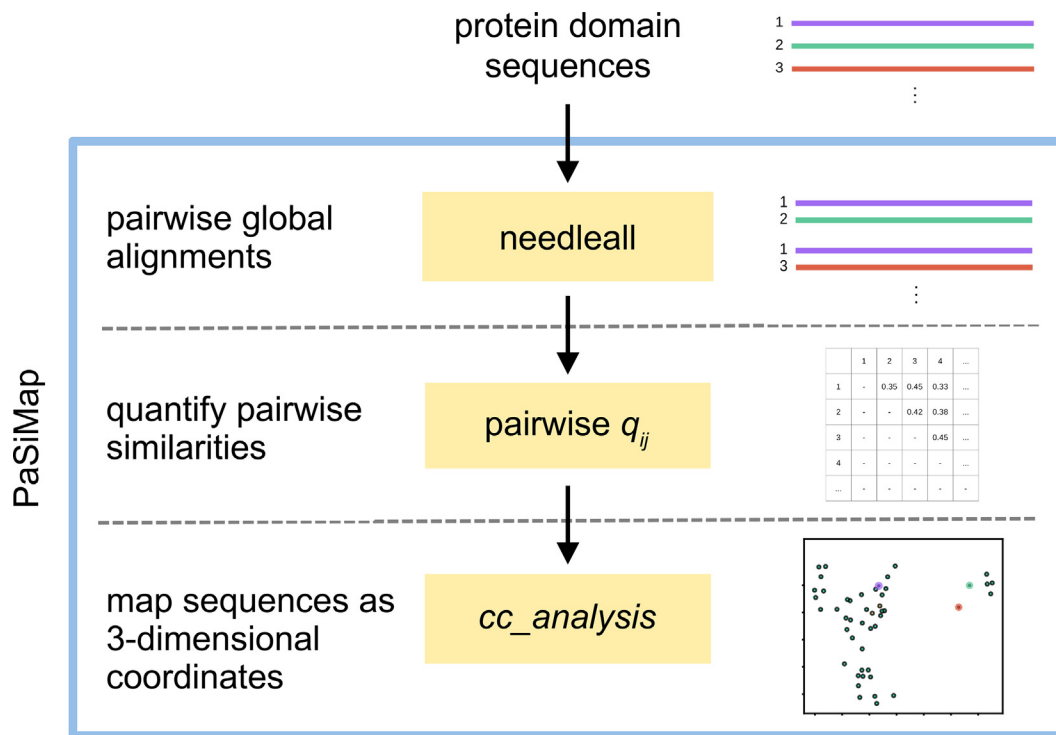 protein domain
sequences
1
2
3
⋮
PaSiMap
pairwise global
alignments
needleall
1
2
1
3
⋮
quantify pairwise
similarities
pairwise qij
1 2 3 4 ...
1 - 0.35 0.45 0.33 ...
2 - - 0.42 0.38 ...
3 - - - 0.45 ...
4 - - - - ...
... - - - - -
map sequences as
3-dimensional
coordinates
cc_analysis